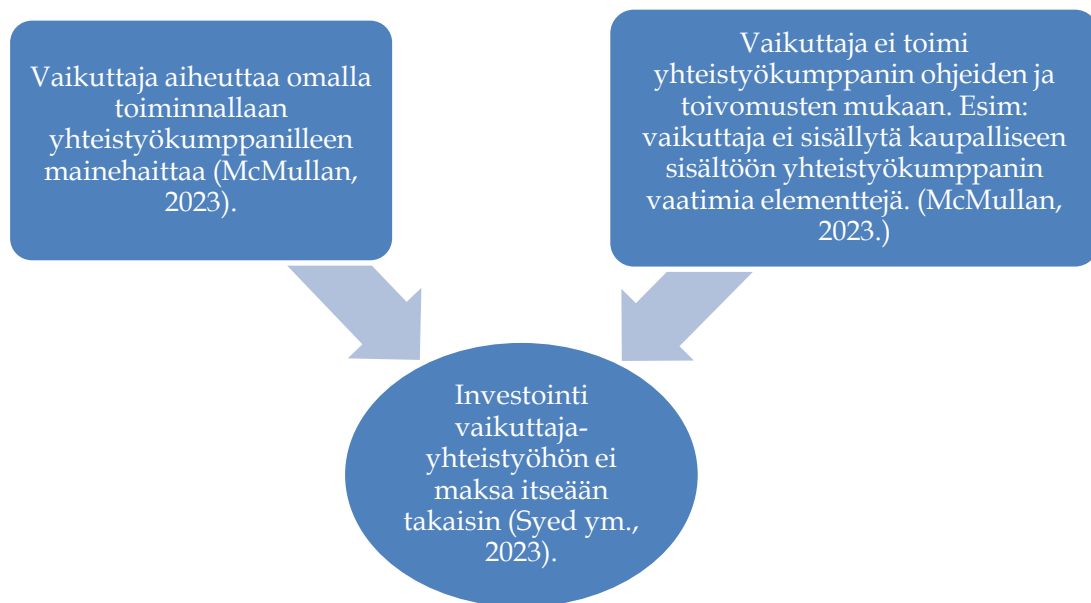 Vaikuttaja aiheuttaa omalla
toiminnallaan
yhteistyökumppanilleen
mainehaittaa (McMullan,
2023).
Vaikuttaja ei toimi
yhteistyökumppanin ohjeiden ja
toivomusten mukaan. Esim:
vaikuttaja ei sisällytä kaupalliseen
sisältöön yhteistyökumppanin
vaatimia elementtejä. (McMullan,
2023.)
Investointi
vaikuttaja-
yhteistyöhön ei
maksa itseään
takaisin (Syed ym.,
2023).